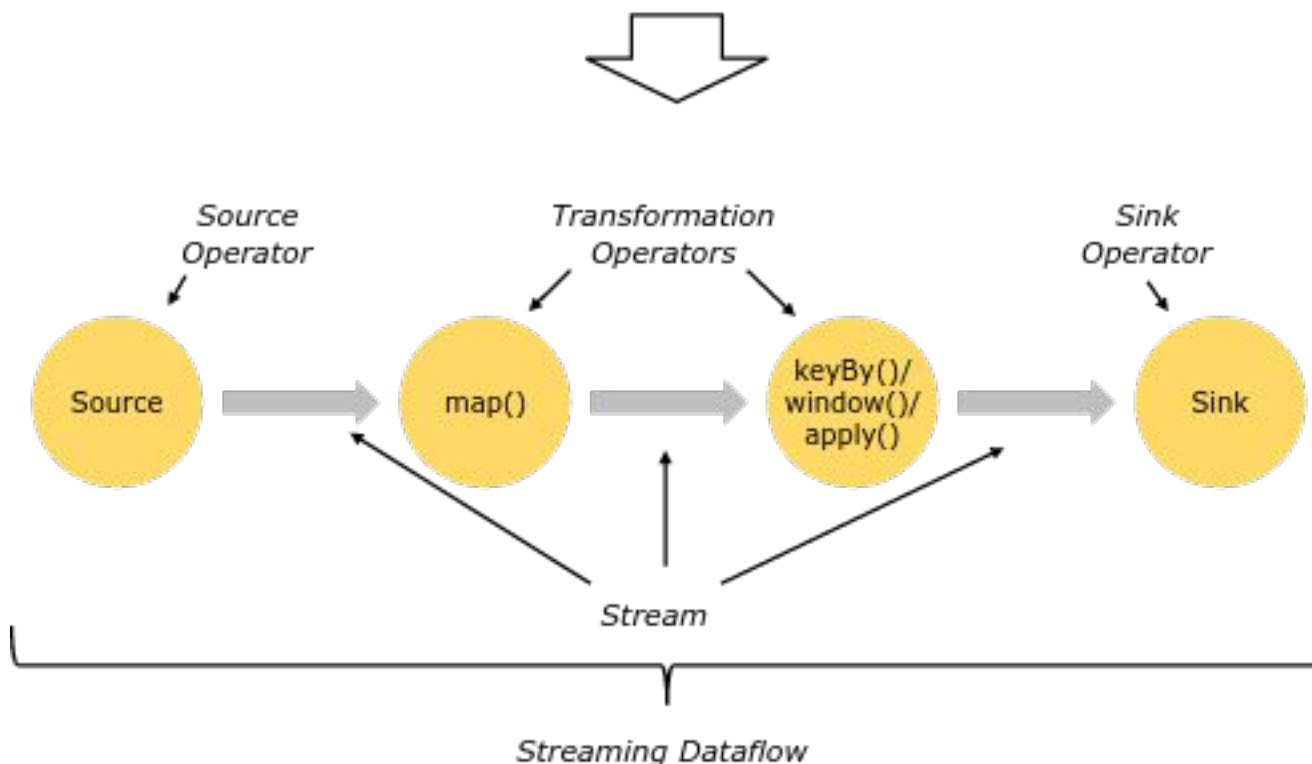 Source
Operator
Transformation
Operators
Sink
Operator
Source
map()
keyBy()/
window()/
apply()
Sink
Stream
Streaming Dataflow